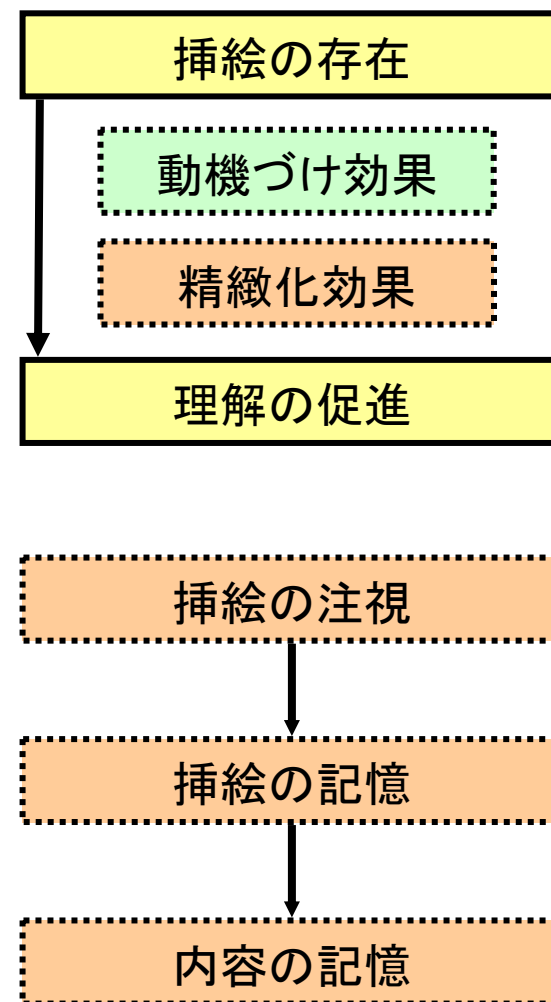 挿絵の存在
動機づけ効果
精緻化効果
理解の促進
挿絵の注視
挿絵の記憶
内容の記憶